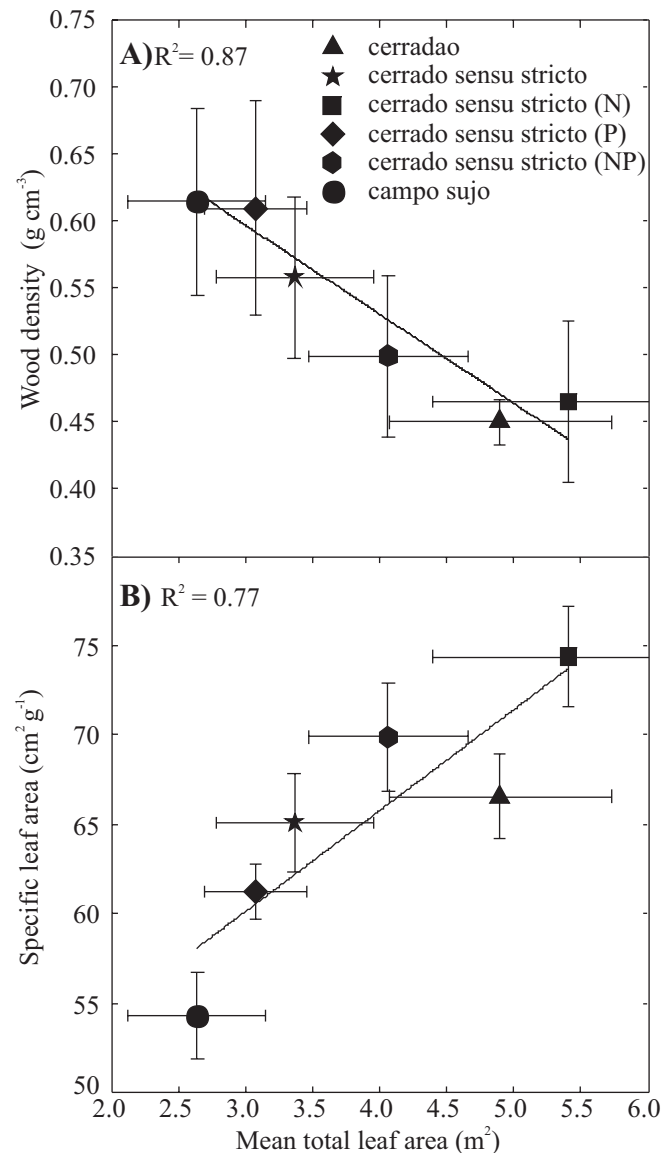 A) R² = 0.87
cerradao
cerrado sensu stricto
cerrado sensu stricto (N)
cerrado sensu stricto (P)
cerrado sensu stricto (NP)
campo sujo
0.75
0.70
0.65
0.60
0.55
0.50
0.45
0.40
0.35
Wood density (g cm⁻³)
B) R² = 0.77
75
70
65
60
55
50
Specific leaf area (cm² g⁻¹)
2.0 2.5 3.0 3.5 4.0 4.5 5.0 5.5 6.0
Mean total leaf area (m²)